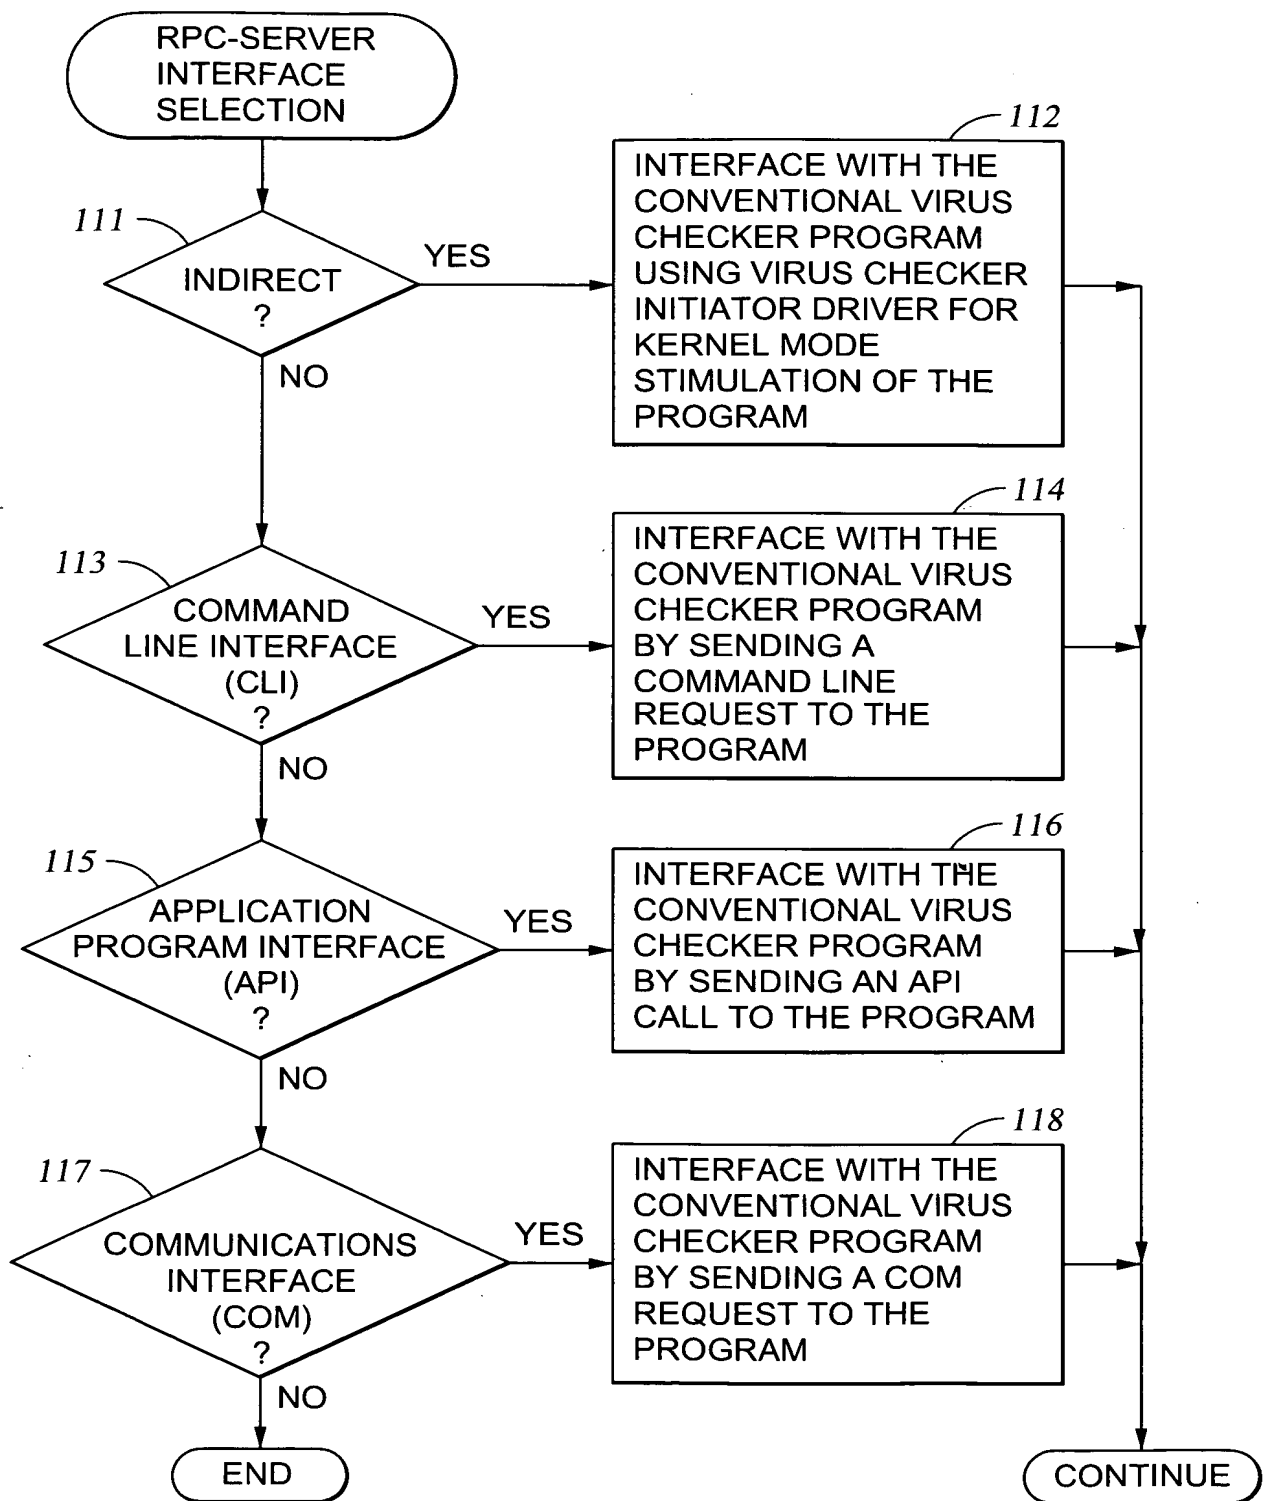 RPC-SERVER
INTERFACE
SELECTION
111
INDIRECT
?
YES
NO
112
INTERFACE WITH THE
CONVENTIONAL VIRUS
CHECKER PROGRAM
USING VIRUS CHECKER
INITIATOR DRIVER FOR
KERNEL MODE
STIMULATION OF THE
PROGRAM
113
COMMAND
LINE INTERFACE
(CLI)
?
YES
NO
114
INTERFACE WITH THE
CONVENTIONAL VIRUS
CHECKER PROGRAM
BY SENDING A
COMMAND LINE
REQUEST TO THE
PROGRAM
115
APPLICATION
PROGRAM INTERFACE
(API)
?
YES
NO
116
INTERFACE WITH THE
CONVENTIONAL VIRUS
CHECKER PROGRAM
BY SENDING AN API
CALL TO THE PROGRAM
117
COMMUNICATIONS
INTERFACE
(COM)
?
YES
NO
118
INTERFACE WITH THE
CONVENTIONAL VIRUS
CHECKER PROGRAM
BY SENDING A COM
REQUEST TO THE
PROGRAM
END
CONTINUE